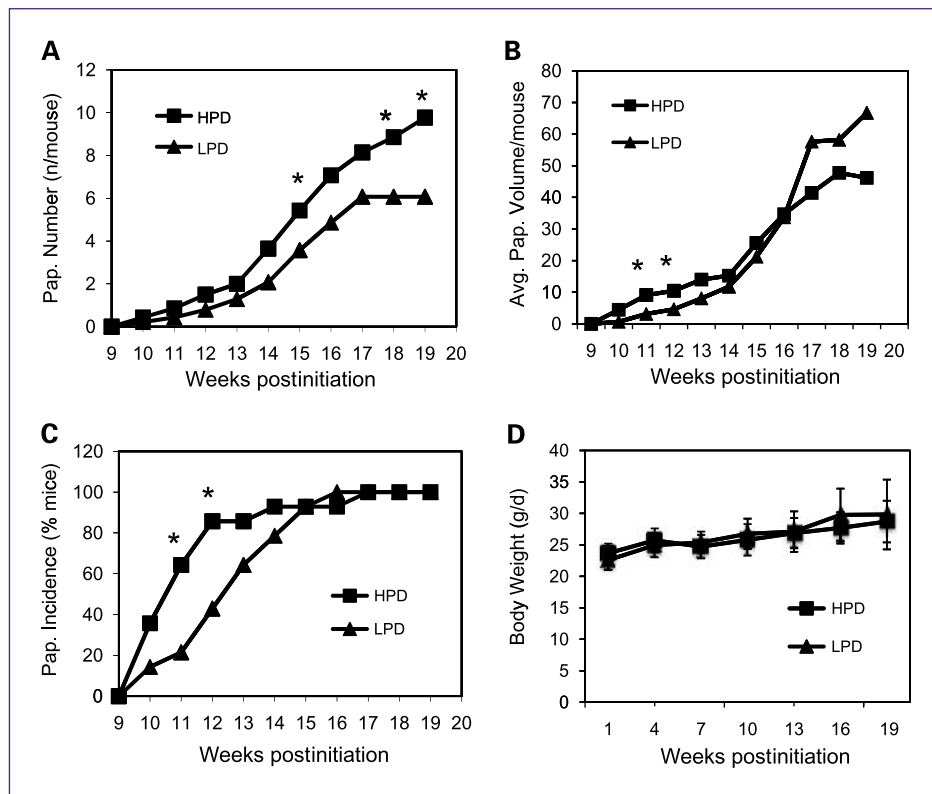 A
Pap. Number (n/mouse)
12
10
8
6
4
2
0
HPD
LPD
*
*
*
9 10 11 12 13 14 15 16 17 18 19 20
Weeks postinitiation
B
Avg. Pap. Volume/mouse
80
70
60
50
40
30
20
10
0
HPD
LPD
* *
9 10 11 12 13 14 15 16 17 18 19 20
Weeks postinitiation
C
Pap. Incidence (% mice)
120
100
80
60
40
20
0
*
*
HPD
LPD
9 10 11 12 13 14 15 16 17 18 19 20
Weeks postinitiation
D
Body Weight (g/d)
40
35
30
25
20
15
10
5
0
HPD
LPD
1 4 7 10 13 16 19
Weeks postinitiation